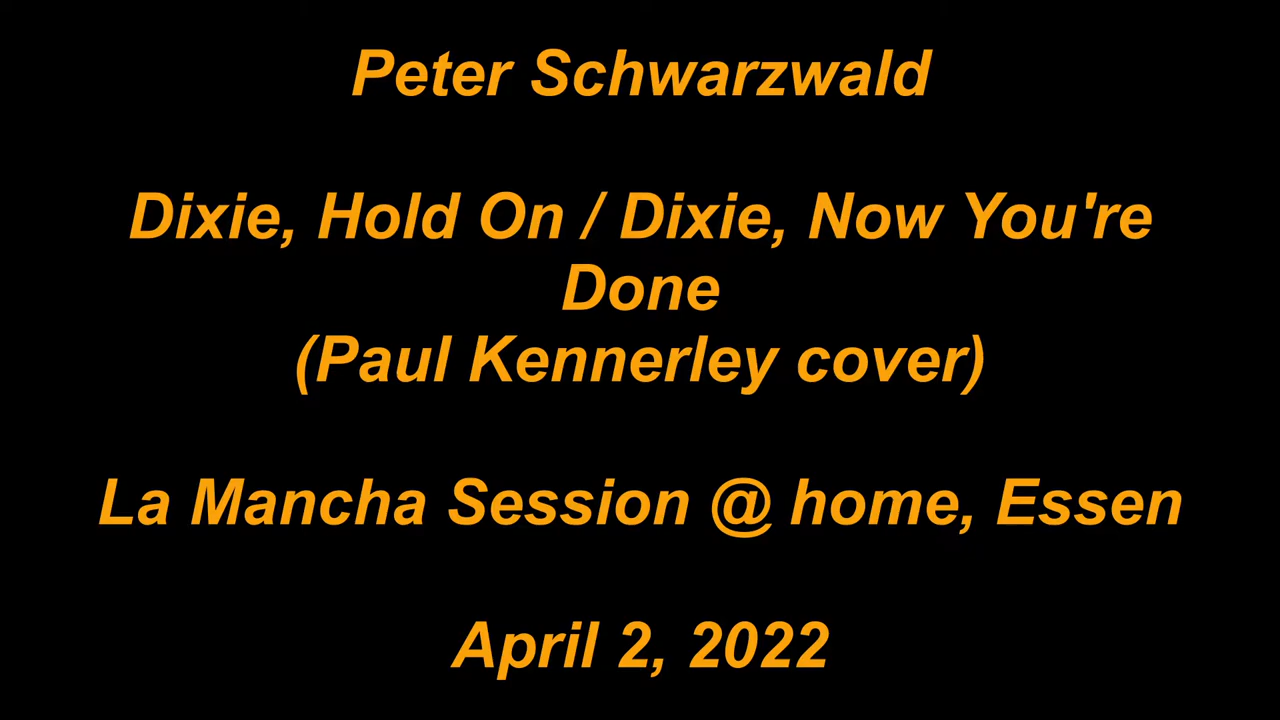 Peter Schwarzwald
Dixie, Hold On / Dixie, Now You're
Done
(Paul Kennerley cover)
La Mancha Session @ home, Essen
April 2, 2022